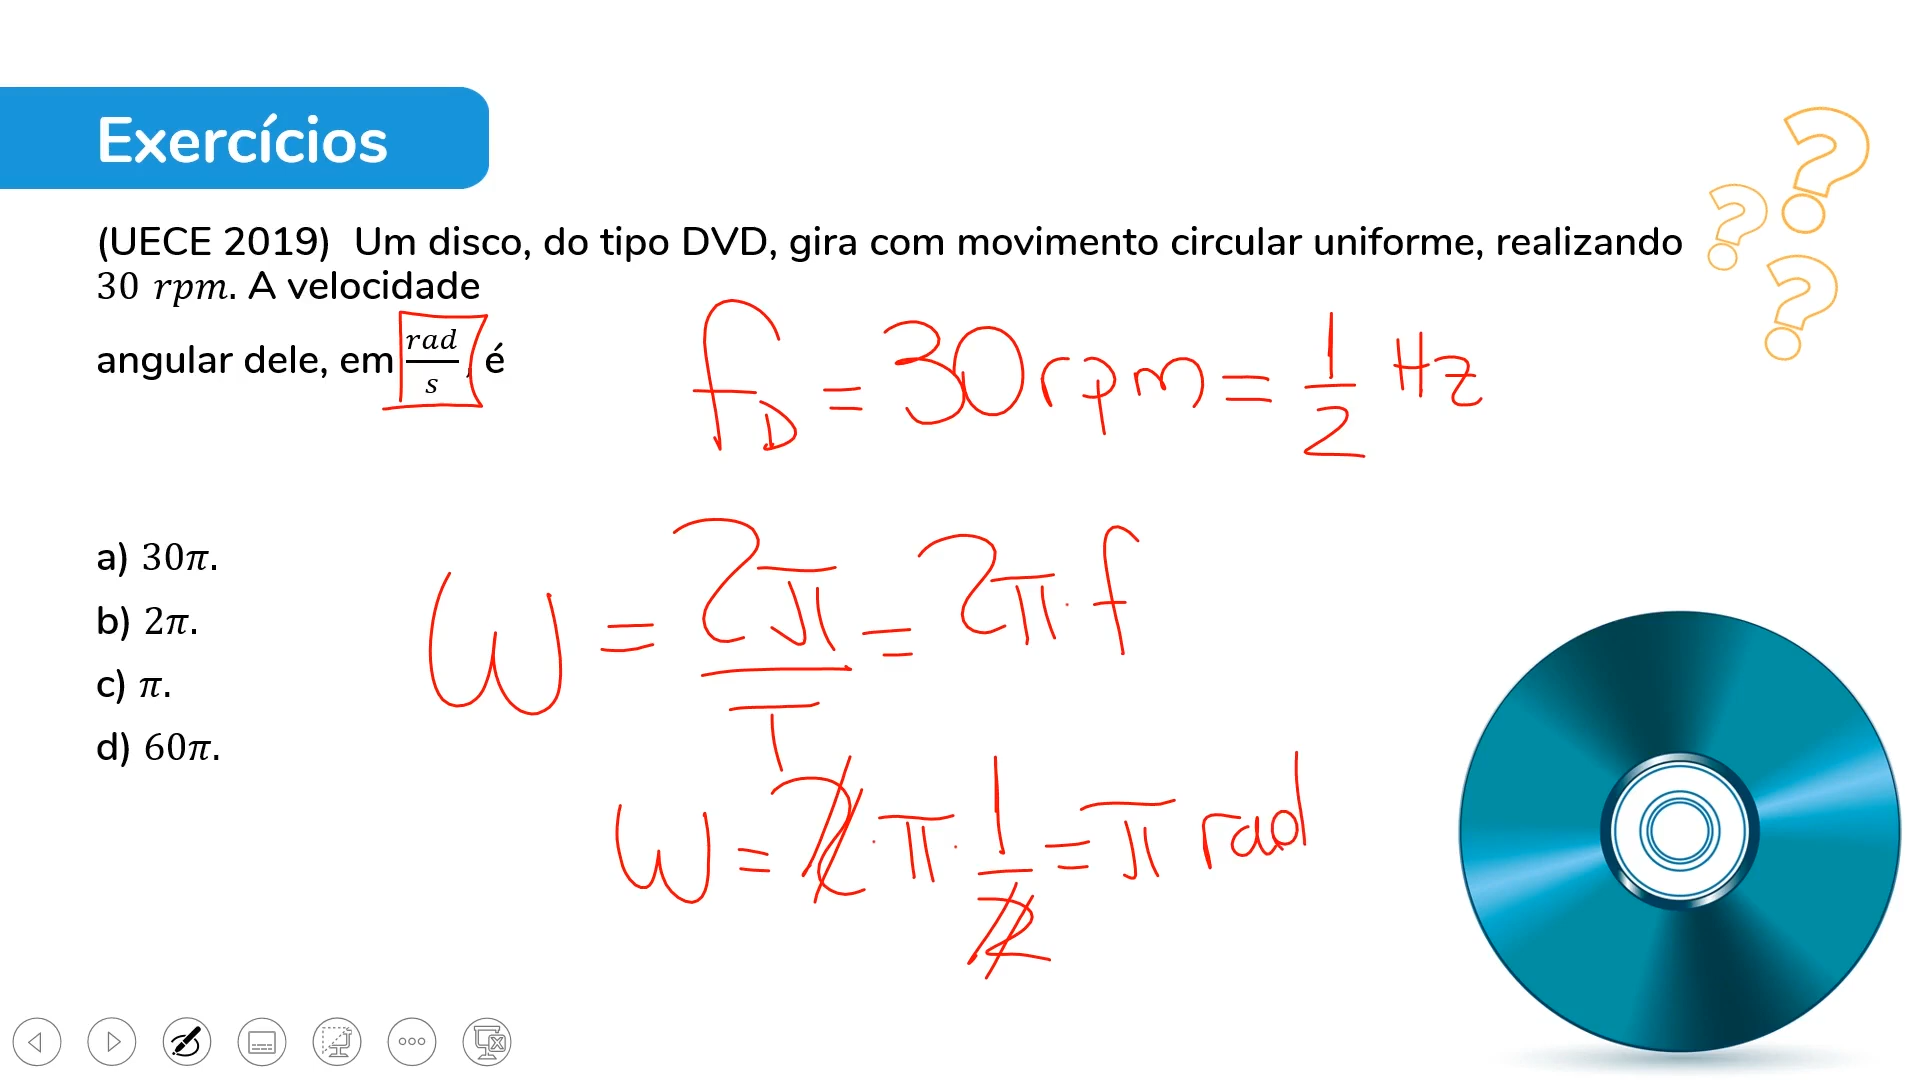 Exercícios
(UECE 2019) Um disco, do tipo DVD, gira com movimento circular uniforme, realizando
30 rpm. A velocidade
angular dele, em rad/s, é
f_D = 30 rpm = 1/2 Hz
a) 30π.
b) 2π.
c) π.
d) 60π.
W = 2π/T = 2π · f
W = 2 · π · 1/2 = π rad